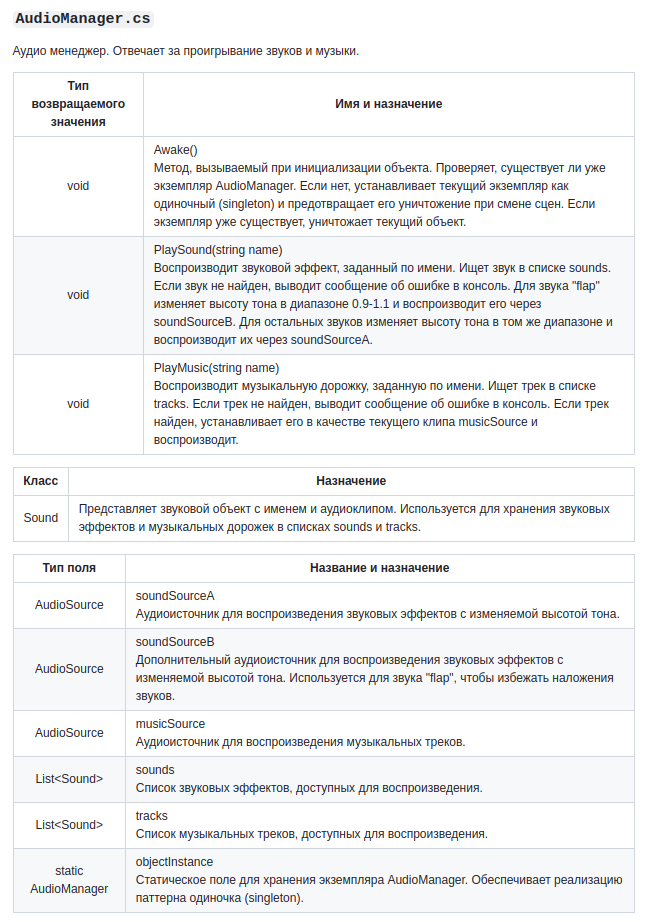 AudioManager.cs
Аудио менеджер. Отвечает за проигрывание звуков и музыки.
Тип
возвращаемого
значения
Имя и назначение
void
Awake()
Метод, вызываемый при инициализации объекта. Проверяет, существует ли уже
экземпляр AudioManager. Если нет, устанавливает текущий экземпляр как
одиночный (singleton) и предотвращает его уничтожение при смене сцен. Если
экземпляр уже существует, уничтожает текущий объект.
void
PlaySound(string name)
Воспроизводит звуковой эффект, заданный по имени. Ищет звук в списке sounds.
Если звук не найден, выводит сообщение об ошибке в консоль. Для звука "flap"
изменяет высоту тона в диапазоне 0.9-1.1 и воспроизводит его через
soundSourceB. Для остальных звуков изменяет высоту тона в том же диапазоне и
воспроизводит их через soundSourceA.
void
PlayMusic(string name)
Воспроизводит музыкальную дорожку, заданную по имени. Ищет трек в списке
tracks. Если трек не найден, выводит сообщение об ошибке в консоль. Если трек
найден, устанавливает его в качестве текущего клипа musicSource и
воспроизводит.
Класс
Назначение
Sound
Представляет звуковой объект с именем и аудиоклипом. Используется для хранения звуковых
эффектов и музыкальных дорожек в списках sounds и tracks.
Тип поля
Название и назначение
AudioSource
soundSourceA
Аудиоисточник для воспроизведения звуковых эффектов с изменяемой высотой тона.
AudioSource
soundSourceB
Дополнительный аудиоисточник для воспроизведения звуковых эффектов с
изменяемой высотой тона. Используется для звука "flap", чтобы избежать наложения
звуков.
AudioSource
musicSource
Аудиоисточник для воспроизведения музыкальных треков.
List<Sound>
sounds
Список звуковых эффектов, доступных для воспроизведения.
List<Sound>
tracks
Список музыкальных треков, доступных для воспроизведения.
static
AudioManager
objectInstance
Статическое поле для хранения экземпляра AudioManager. Обеспечивает реализацию
паттерна одиночка (singleton).